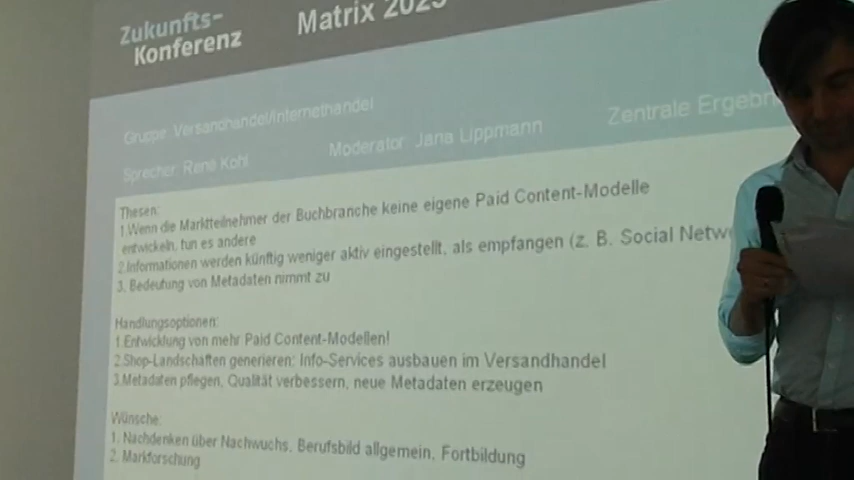 Zukunfts-
Konferenz
Matrix 2025
Gruppe: Versandhandel/Internethandel
Zentrale Ergebn
Sprecher: René Kohl
Moderator: Jana Lippmann
Thesen:
1.Wenn die Marktteilnehmer der Buchbranche keine eigene Paid Content-Modelle
entwickeln, tun es andere
2.Informationen werden künftig weniger aktiv eingestellt, als empfangen (z. B. Social Netw
3. Bedeutung von Metadaten nimmt zu
Handlungsoptionen:
1.Entwicklung von mehr Paid Content-Modellen!
2.Shop-Landschaften generieren: Info-Services ausbauen im Versandhandel
3.Metadaten pflegen, Qualität verbessern, neue Metadaten erzeugen
Wünsche:
1. Nachdenken über Nachwuchs, Berufsbild allgemein, Fortbildung
2. Markforschung